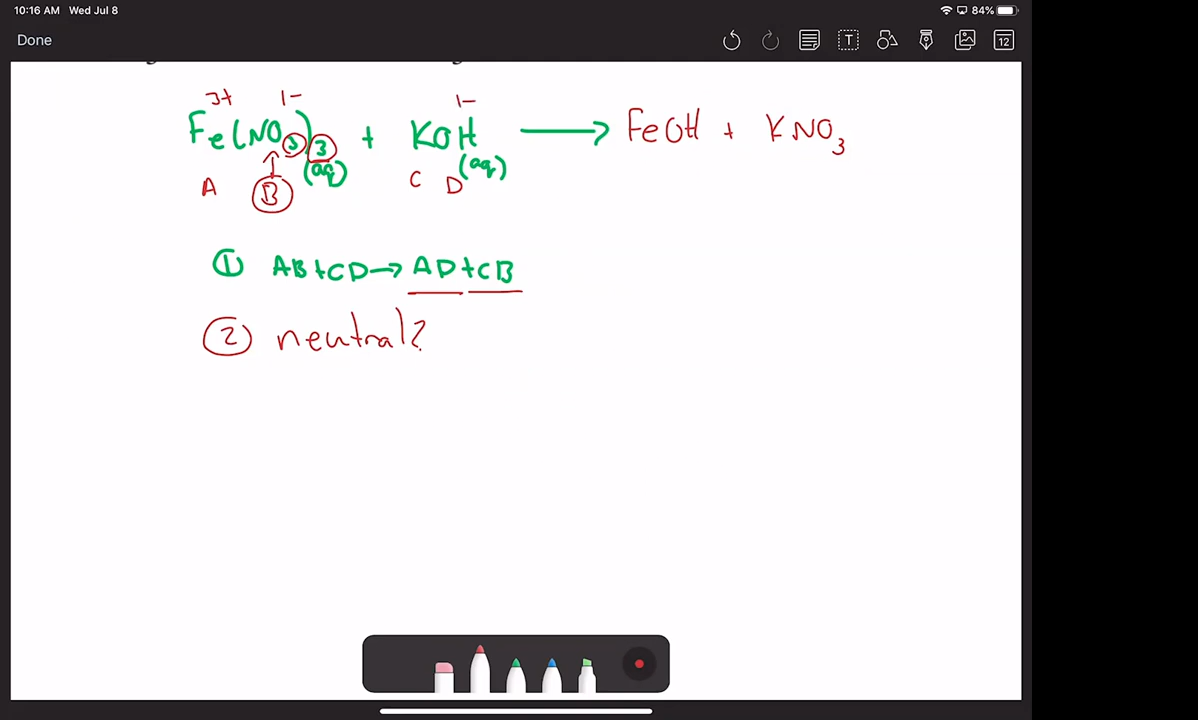 10:16 AM Wed Jul 8 84%
Done T 12
3+ 1- 1-
Fe(NO3)3 (aq) + KOH (aq) → FeOH + KNO3
A B C D
① AB+CD→AD+CB
② neutral?